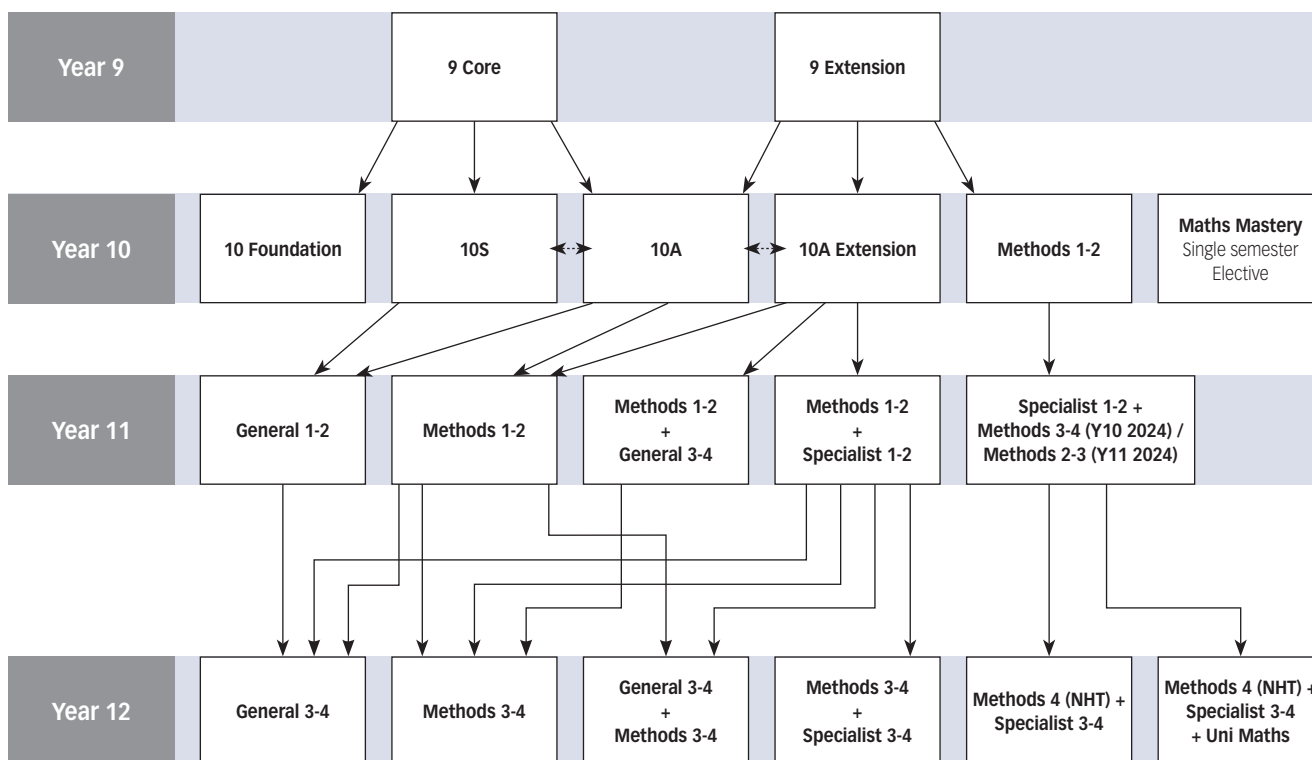 Year 9
9 Core
9 Extension
Year 10
10 Foundation
10S
10A
10A Extension
Methods 1-2
Maths Mastery
Single semester
Elective
Year 11
General 1-2
Methods 1-2
Methods 1-2
+
General 3-4
Methods 1-2
+
Specialist 1-2
Specialist 1-2 +
Methods 3-4 (Y10 2024) /
Methods 2-3 (Y11 2024)
Year 12
General 3-4
Methods 3-4
General 3-4
+
Methods 3-4
Methods 3-4
+
Specialist 3-4
Methods 4 (NHT) +
Specialist 3-4
Methods 4 (NHT) +
Specialist 3-4
+ Uni Maths